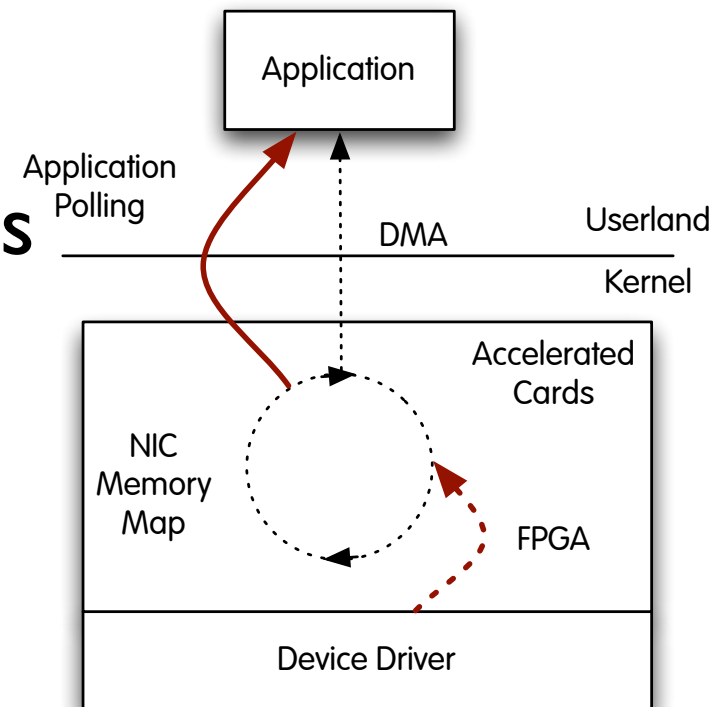 Application
Application
Polling
s
DMA
Userland
Kernel
Accelerated
Cards
NIC
Memory
Map
FPGA
Device Driver